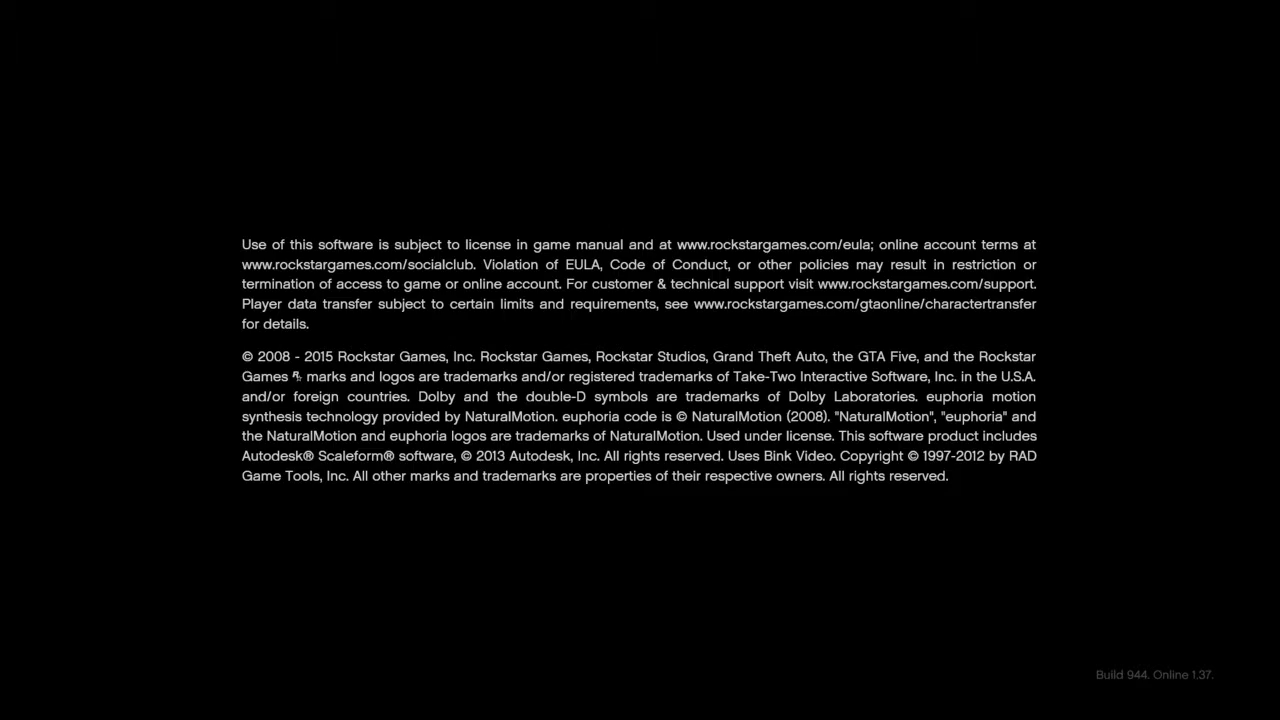 Use of this software is subject to license in game manual and at www.rockstargames.com/eula; online account terms at
www.rockstargames.com/socialclub. Violation of EULA, Code of Conduct, or other policies may result in restriction or
termination of access to game or online account. For customer & technical support visit www.rockstargames.com/support.
Player data transfer subject to certain limits and requirements, see www.rockstargames.com/gtaonline/charactertransfer
for details.
© 2008 - 2015 Rockstar Games, Inc. Rockstar Games, Rockstar Studios, Grand Theft Auto, the GTA Five, and the Rockstar
Games R* marks and logos are trademarks and/or registered trademarks of Take-Two Interactive Software, Inc. in the U.S.A.
and/or foreign countries. Dolby and the double-D symbols are trademarks of Dolby Laboratories. euphoria motion
synthesis technology provided by NaturalMotion. euphoria code is © NaturalMotion (2008). "NaturalMotion", "euphoria" and
the NaturalMotion and euphoria logos are trademarks of NaturalMotion. Used under license. This software product includes
Autodesk® Scaleform® software, © 2013 Autodesk, Inc. All rights reserved. Uses Bink Video. Copyright © 1997-2012 by RAD
Game Tools, Inc. All other marks and trademarks are properties of their respective owners. All rights reserved.
Build 944. Online 1.37.